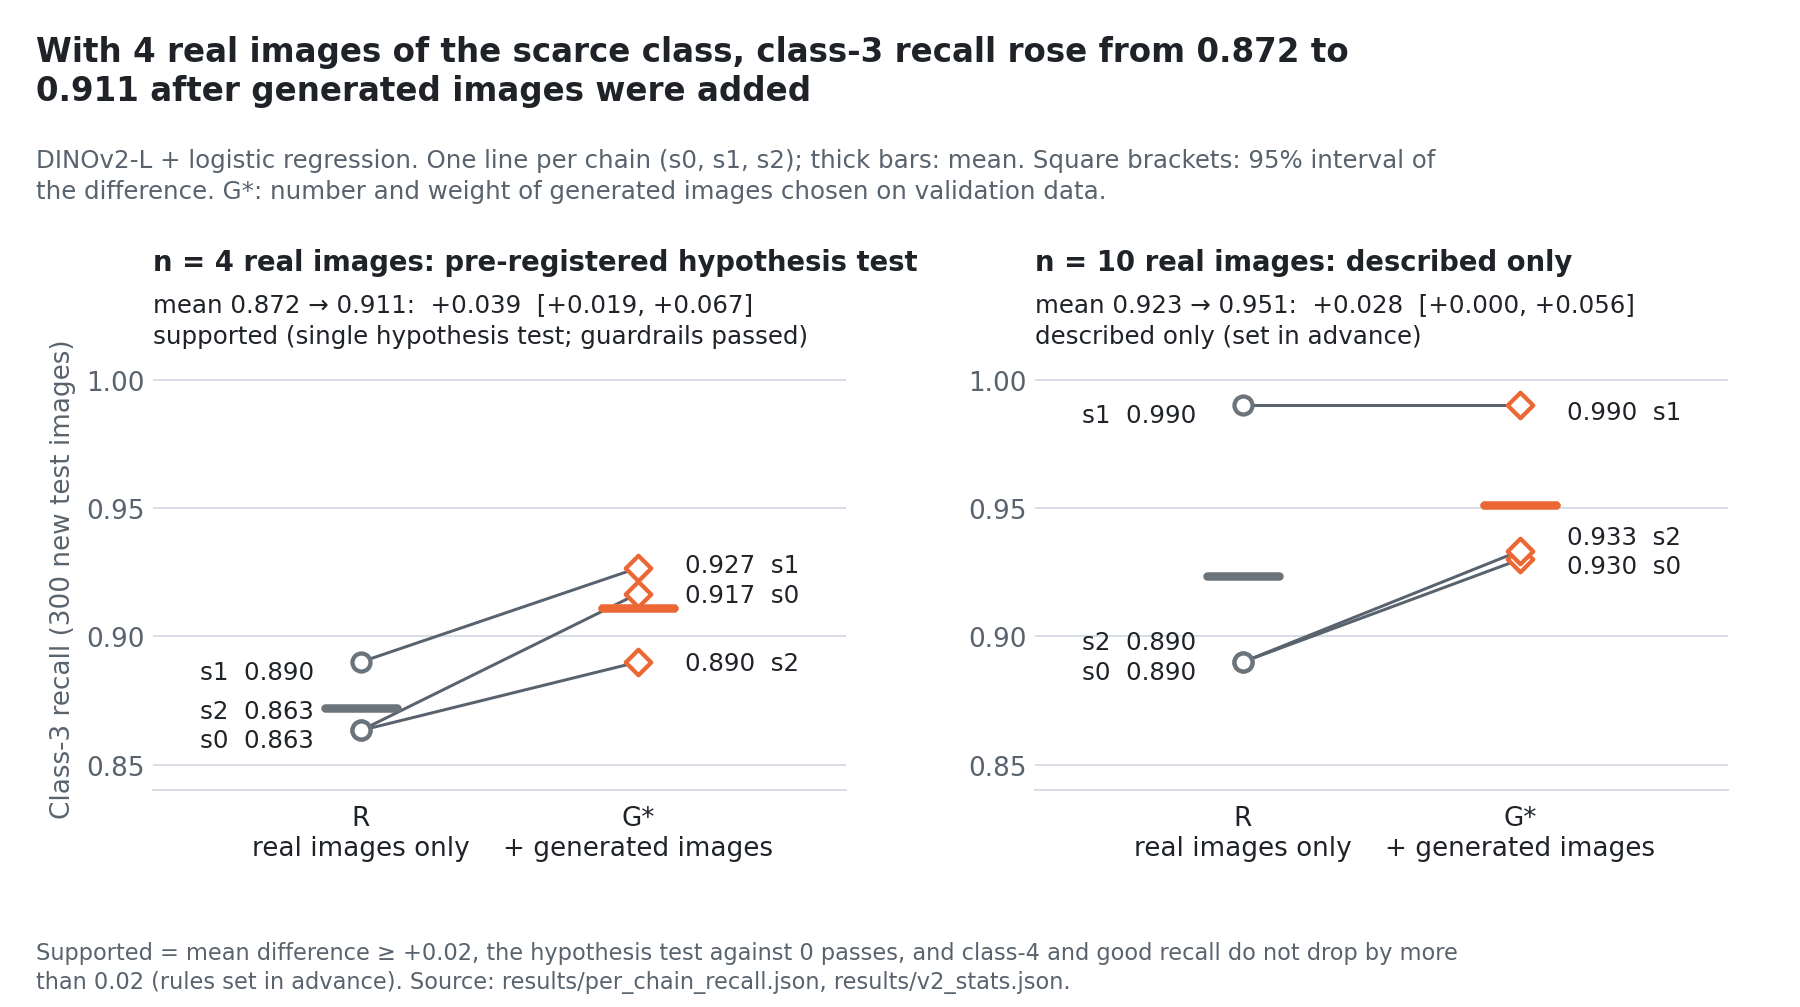 With 4 real images of the scarce class, class-3 recall rose from 0.872 to
0.911 after generated images were added
DINOv2-L + logistic regression. One line per chain (s0, s1, s2); thick bars: mean. Square brackets: 95% interval of
the difference. G*: number and weight of generated images chosen on validation data.
n = 4 real images: pre-registered hypothesis test
mean 0.872 → 0.911:  +0.039  [+0.019, +0.067]
supported (single hypothesis test; guardrails passed)
Class-3 recall (300 new test images)
1.00
0.95
0.90
0.85
s1  0.890
s2  0.863
s0  0.863
0.927  s1
0.917  s0
0.890  s2
R
real images only
G*
+ generated images
n = 10 real images: described only
mean 0.923 → 0.951:  +0.028  [+0.000, +0.056]
described only (set in advance)
1.00
0.95
0.90
0.85
s1  0.990
s2  0.890
s0  0.890
0.990  s1
0.933  s2
0.930  s0
R
real images only
G*
+ generated images
Supported = mean difference ≥ +0.02, the hypothesis test against 0 passes, and class-4 and good recall do not drop by more
than 0.02 (rules set in advance). Source: results/per_chain_recall.json, results/v2_stats.json.